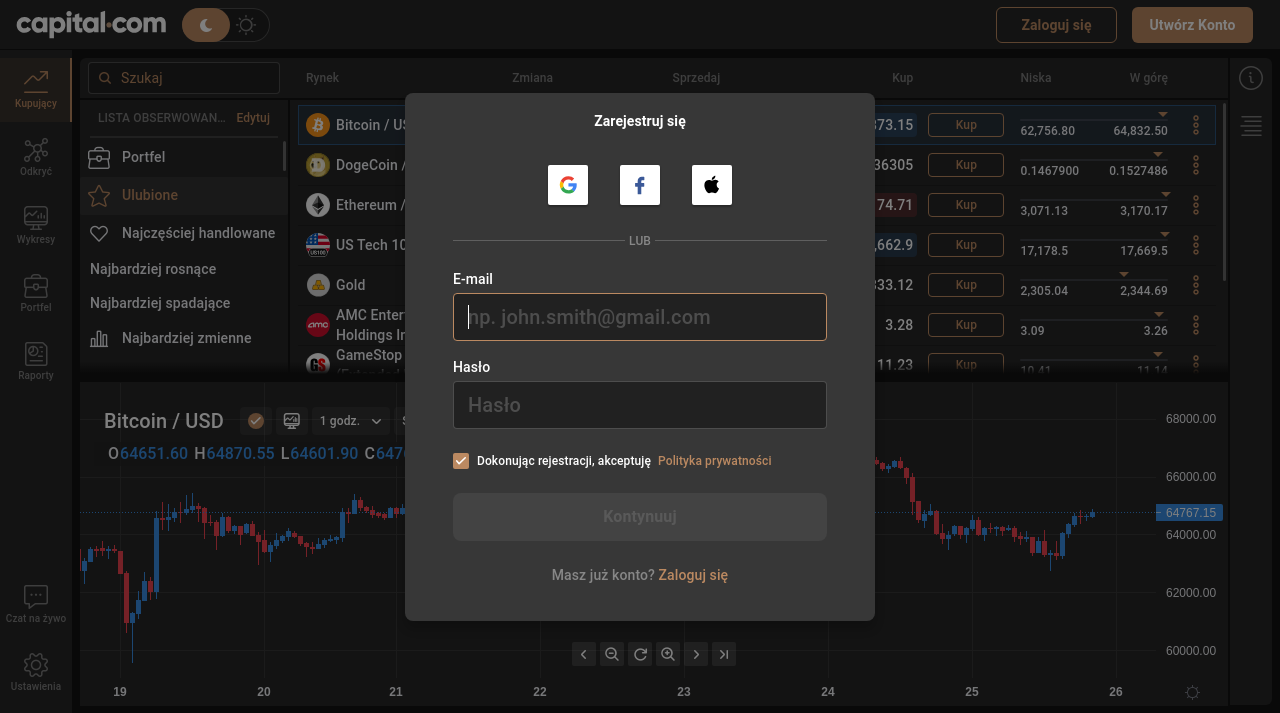 capital.com
Zaloguj się
Utwórz Konto
Kupujący
Odkryć
Wykresy
Portfel
Raporty
Czat na żywo
Ustawienia
Szukaj
LISTA OBSERWOWAN... Edytuj
Portfel
Ulubione
Najczęściej handlowane
Najbardziej rosnące
Najbardziej spadające
Najbardziej zmienne
Rynek Zmiana Sprzedaj Kup Niska W górę
Bitcoin / US 373.15 Kup 62,756.80 64,832.50
DogeCoin / 36305 Kup 0.1467900 0.1527486
Ethereum / 74.71 Kup 3,071.13 3,170.17
US Tech 10 ,662.9 Kup 17,178.5 17,669.5
Gold 333.12 Kup 2,305.04 2,344.69
AMC Enter
Holdings In 3.28 Kup 3.09 3.26
GameStop 11.23 Kup 10.41 11.14
Zarejestruj się
LUB
E-mail
np. john.smith@gmail.com
Hasło
Hasło
Dokonując rejestracji, akceptuję Polityka prywatności
Kontynuuj
Masz już konto? Zaloguj się
Bitcoin / USD 1 godz.
O64651.60 H64870.55 L64601.90 C6476
68000.00
66000.00
64767.15
64000.00
62000.00
60000.00
19 20 21 22 23 24 25 26